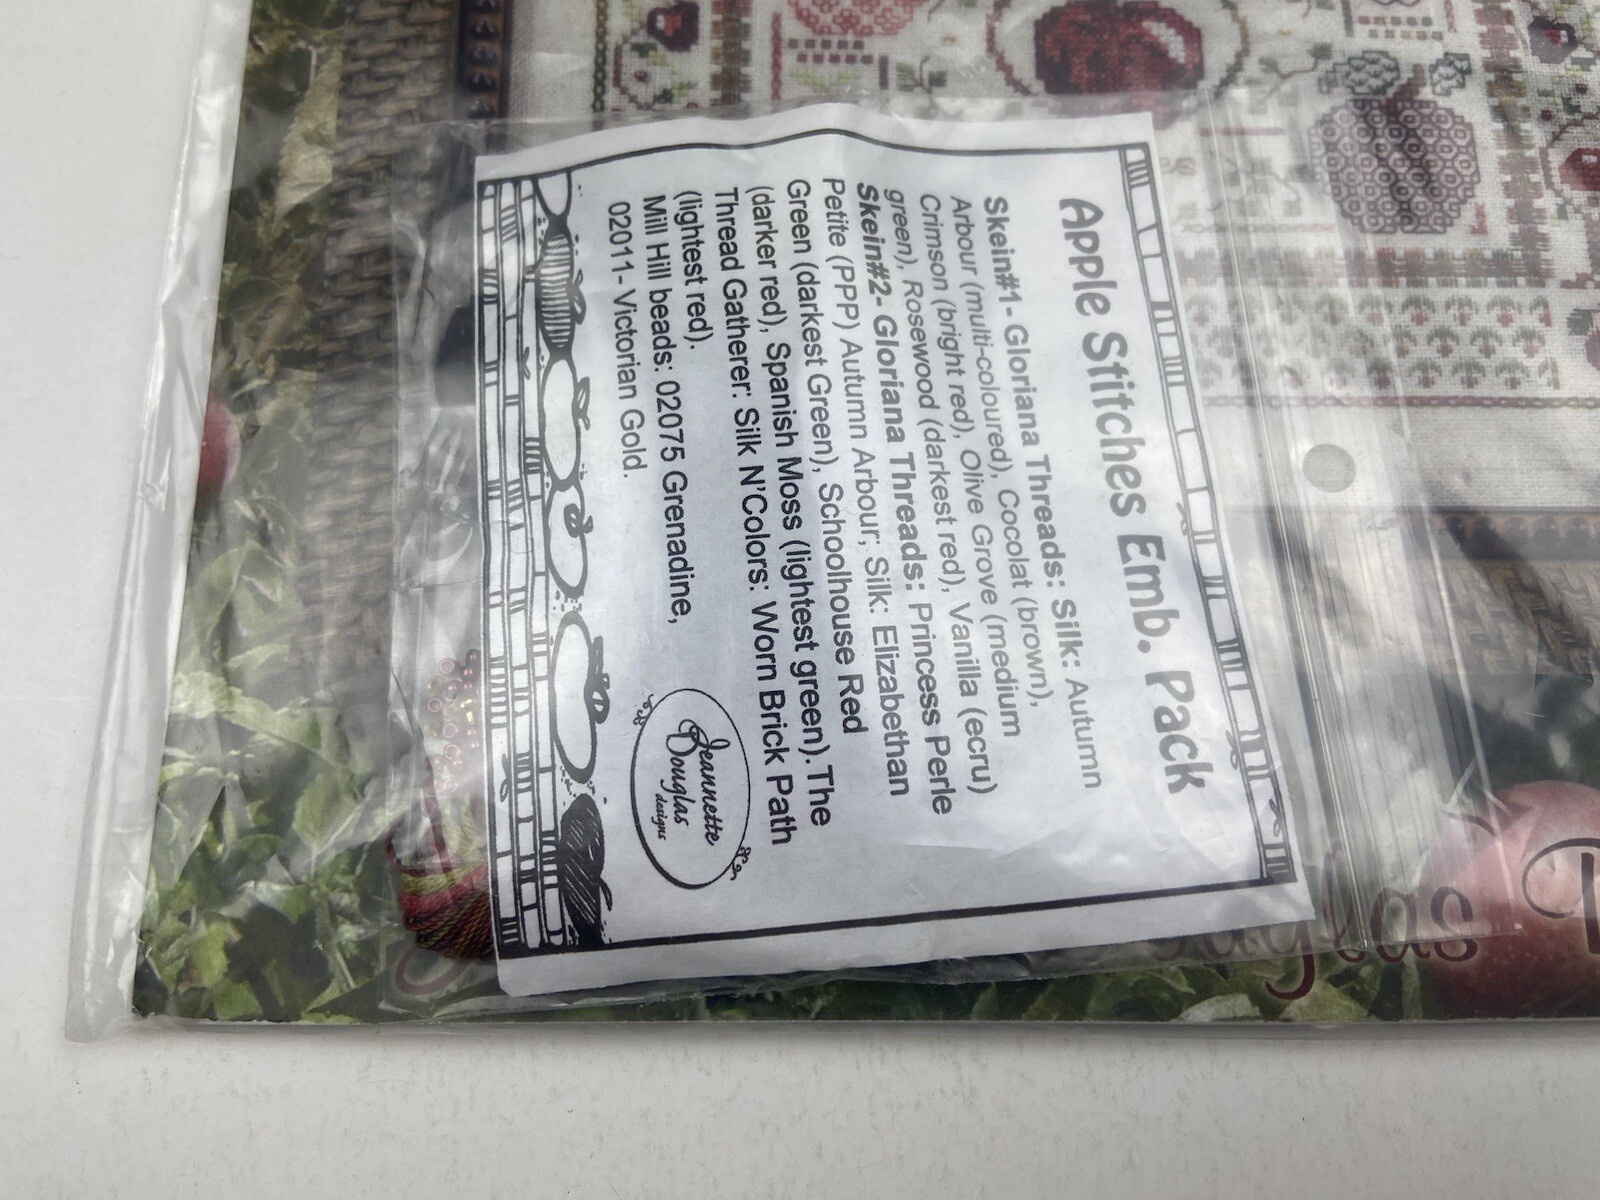 Apple Stitches Emb. Pack
Skein#1- Gloriana Threads: Silk: Autumn
Arbour (multi-coloured), Cocolat (brown),
Crimson (bright red), Olive Grove (medium
green), Rosewood (darkest red), Vanilla (ecru)
Skein#2- Gloriana Threads: Princess Perle
Petite (PPP) Autumn Arbour; Silk: Elizabethan
Green (darkest Green), Schoolhouse Red
(darker red), Spanish Moss (lightest green). The
Thread Gatherer: Silk N'Colors: Worn Brick Path
(lightest red).
Mill Hill beads: 02075 Grenadine,
02011- Victorian Gold.
Jeannette
Douglas
designs